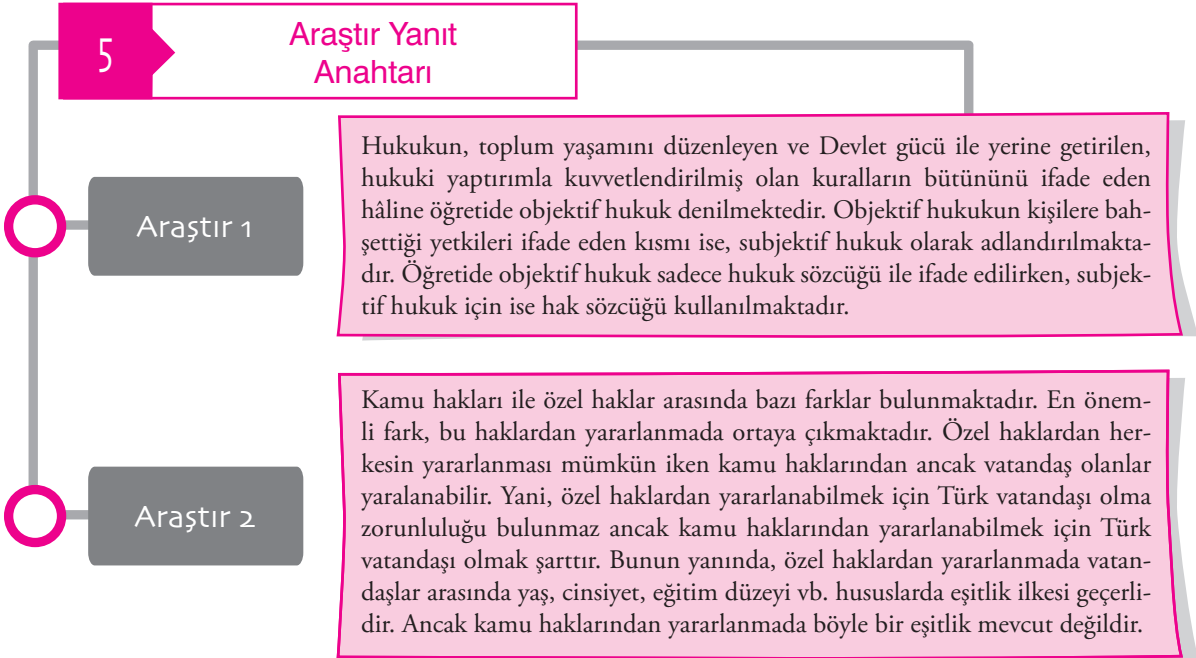 5
Araştır Yanıt
Anahtarı
Araştır 1
Hukukun, toplum yaşamını düzenleyen ve Devlet gücü ile yerine getirilen,
hukuki yaptırımla kuvvetlendirilmiş olan kuralların bütününü ifade eden
hâline öğretide objektif hukuk denilmektedir. Objektif hukukun kişilere bah-
şettiği yetkileri ifade eden kısmı ise, subjektif hukuk olarak adlandırılmakta-
dır. Öğretide objektif hukuk sadece hukuk sözcüğü ile ifade edilirken, subjek-
tif hukuk için ise hak sözcüğü kullanılmaktadır.
Araştır 2
Kamu hakları ile özel haklar arasında bazı farklar bulunmaktadır. En önem-
li fark, bu haklardan yararlanmada ortaya çıkmaktadır. Özel haklardan her-
kesin yararlanması mümkün iken kamu haklarından ancak vatandaş olanlar
yaralanabilir. Yani, özel haklardan yararlanabilmek için Türk vatandaşı olma
zorunluluğu bulunmaz ancak kamu haklarından yararlanabilmek için Türk
vatandaşı olmak şarttır. Bunun yanında, özel haklardan yararlanmada vatan-
daşlar arasında yaş, cinsiyet, eğitim düzeyi vb. hususlarda eşitlik ilkesi geçerli-
dir. Ancak kamu haklarından yararlanmada böyle bir eşitlik mevcut değildir.